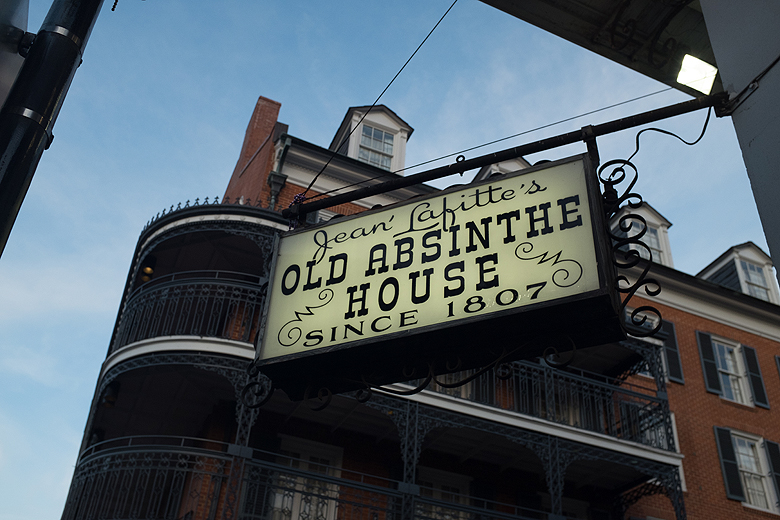 Jean' Lafitte's
OLD ABSINTHE
HOUSE
SINCE 1807